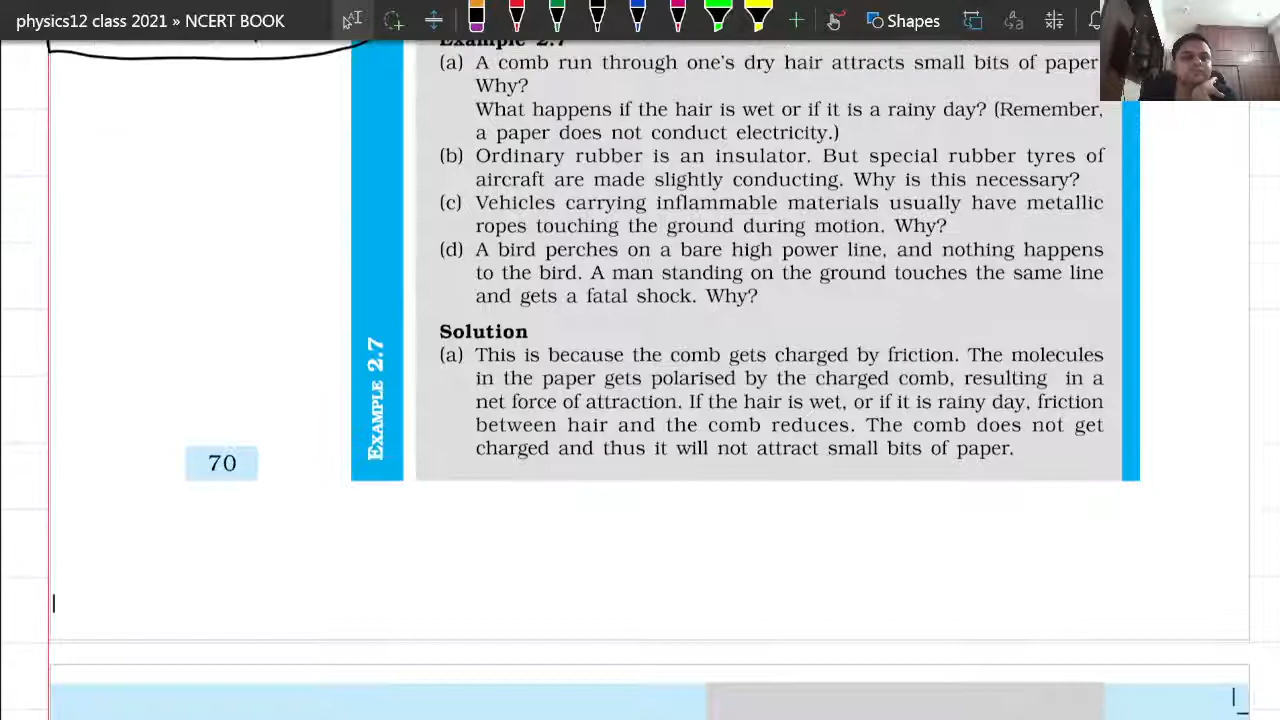 physics12 class 2021 » NCERT BOOK
Shapes
Example 2.7
(a) A comb run through one's dry hair attracts small bits of paper
Why?
What happens if the hair is wet or if it is a rainy day? (Remember,
a paper does not conduct electricity.)
(b) Ordinary rubber is an insulator. But special rubber tyres of
aircraft are made slightly conducting. Why is this necessary?
(c) Vehicles carrying inflammable materials usually have metallic
ropes touching the ground during motion. Why?
(d) A bird perches on a bare high power line, and nothing happens
to the bird. A man standing on the ground touches the same line
and gets a fatal shock. Why?
Solution
(a) This is because the comb gets charged by friction. The molecules
in the paper gets polarised by the charged comb, resulting in a
net force of attraction. If the hair is wet, or if it is rainy day, friction
between hair and the comb reduces. The comb does not get
charged and thus it will not attract small bits of paper.
EXAMPLE 2.7
70